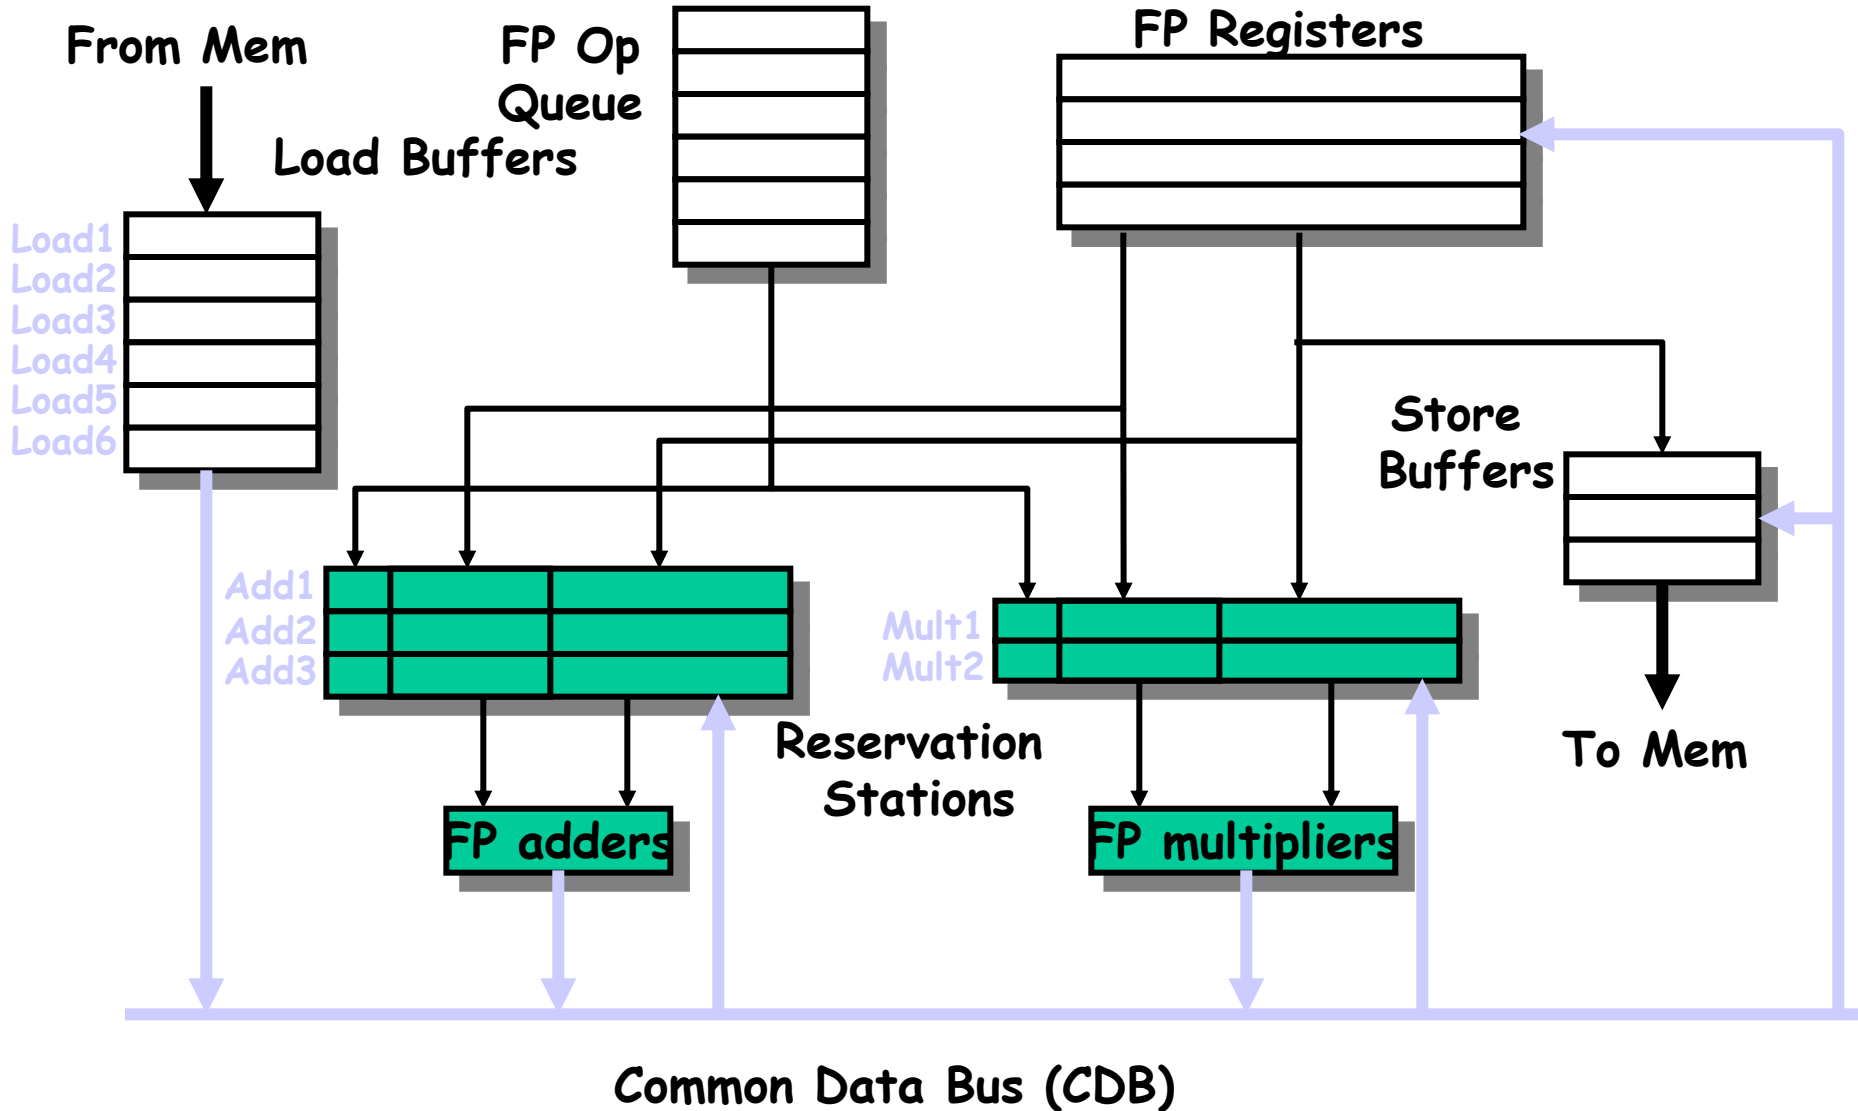 From Mem
FP Op
Queue
FP Registers
Load Buffers
Load1
Load2
Load3
Load4
Load5
Load6
Store
Buffers
Add1
Add2
Add3
Mult1
Mult2
Reservation
Stations
To Mem
FP adders
FP multipliers
Common Data Bus (CDB)